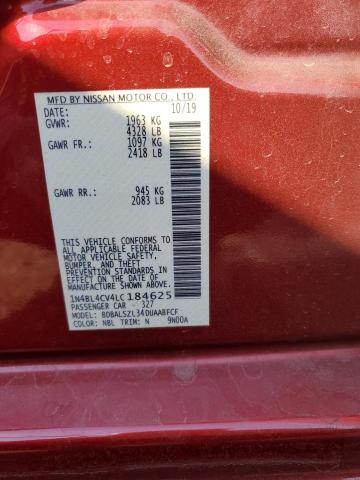 MFD BY NISSAN MOTOR CO., LTD
DATE: 10/19
GVWR: 1963 KG
4328 LB
GAWR FR.: 1097 KG
2418 LB
GAWR RR.: 945 KG
2083 LB
THIS VEHICLE CONFORMS TO
ALL APPLICABLE FEDERAL
MOTOR VEHICLE SAFETY, BUMPER,
AND THEFT PREVENTION
STANDARDS IN EFFECT ON
THE DATE OF MANUFACTURE
SHOWN ABOVE.
1N4BL4CV4LC184625
PASSENGER CAR - 327
MODEL: BDBALSZL34DUAABFCF
COLOR: NBL TRIM: N 9N00A